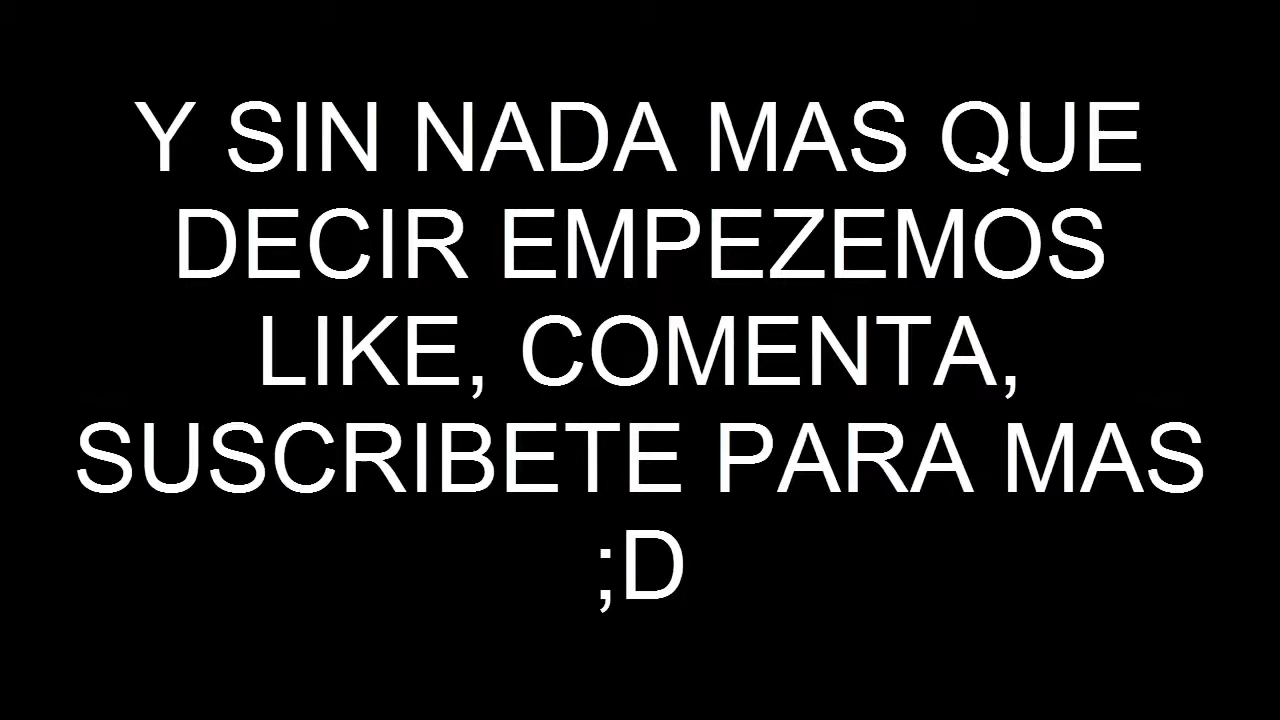 Y SIN NADA MAS QUE
DECIR EMPEZEMOS
LIKE, COMENTA,
SUSCRIBETE PARA MAS
;D